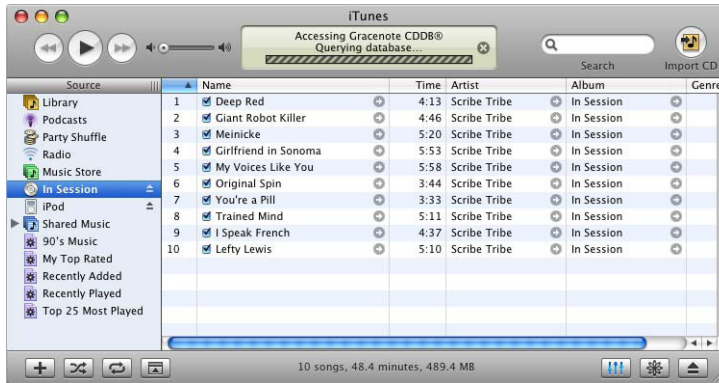 iTunes
Accessing Gracenote CDDB®
Querying database...
Search
Import CD
Source
Library
Podcasts
Party Shuffle
Radio
Music Store
In Session
iPod
Shared Music
90's Music
My Top Rated
Recently Added
Recently Played
Top 25 Most Played
Name Time Artist Album Genre
1 Deep Red 4:13 Scribe Tribe In Session
2 Giant Robot Killer 4:46 Scribe Tribe In Session
3 Meinicke 5:20 Scribe Tribe In Session
4 Girlfriend in Sonoma 5:53 Scribe Tribe In Session
5 My Voices Like You 5:58 Scribe Tribe In Session
6 Original Spin 3:44 Scribe Tribe In Session
7 You're a Pill 3:33 Scribe Tribe In Session
8 Trained Mind 5:11 Scribe Tribe In Session
9 I Speak French 4:37 Scribe Tribe In Session
10 Lefty Lewis 5:10 Scribe Tribe In Session
10 songs, 48.4 minutes, 489.4 MB